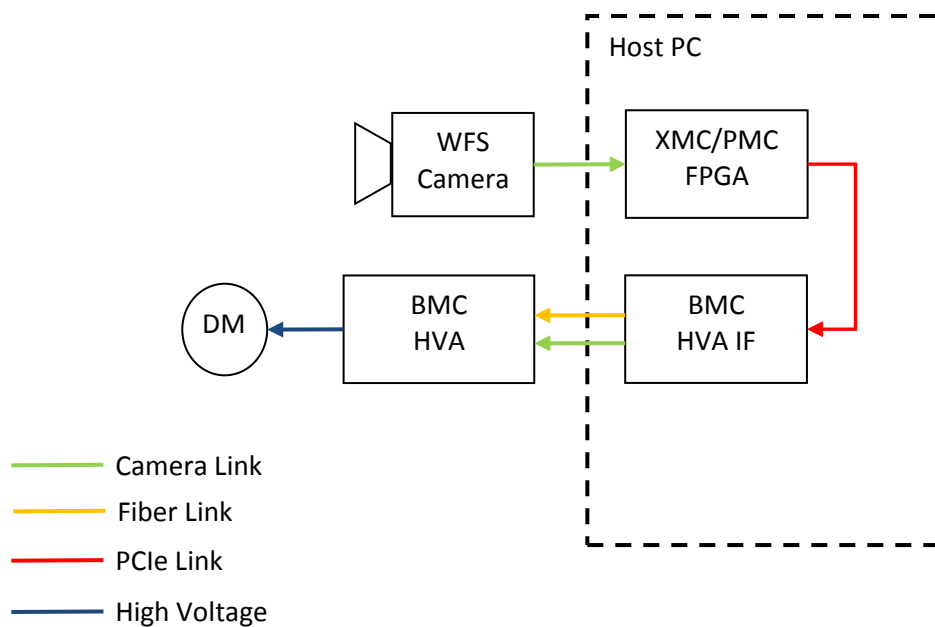 Host PC
WFS
Camera
XMC/PMC
FPGA
DM
BMC
HVA
BMC
HVA IF
Camera Link
Fiber Link
PCIe Link
High Voltage